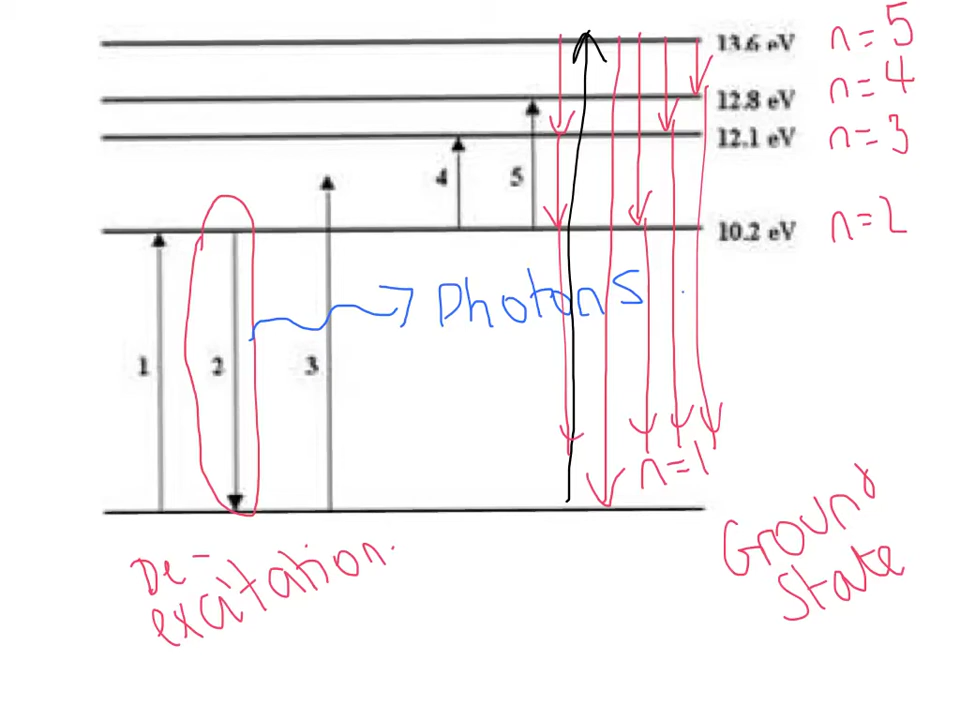 13.6 eV n = 5
12.8 eV n = 4
12.1 eV n = 3
4 5
10.2 eV n = 2
Photons
1 2 3
n = 1
De-
excitation.
Ground
State